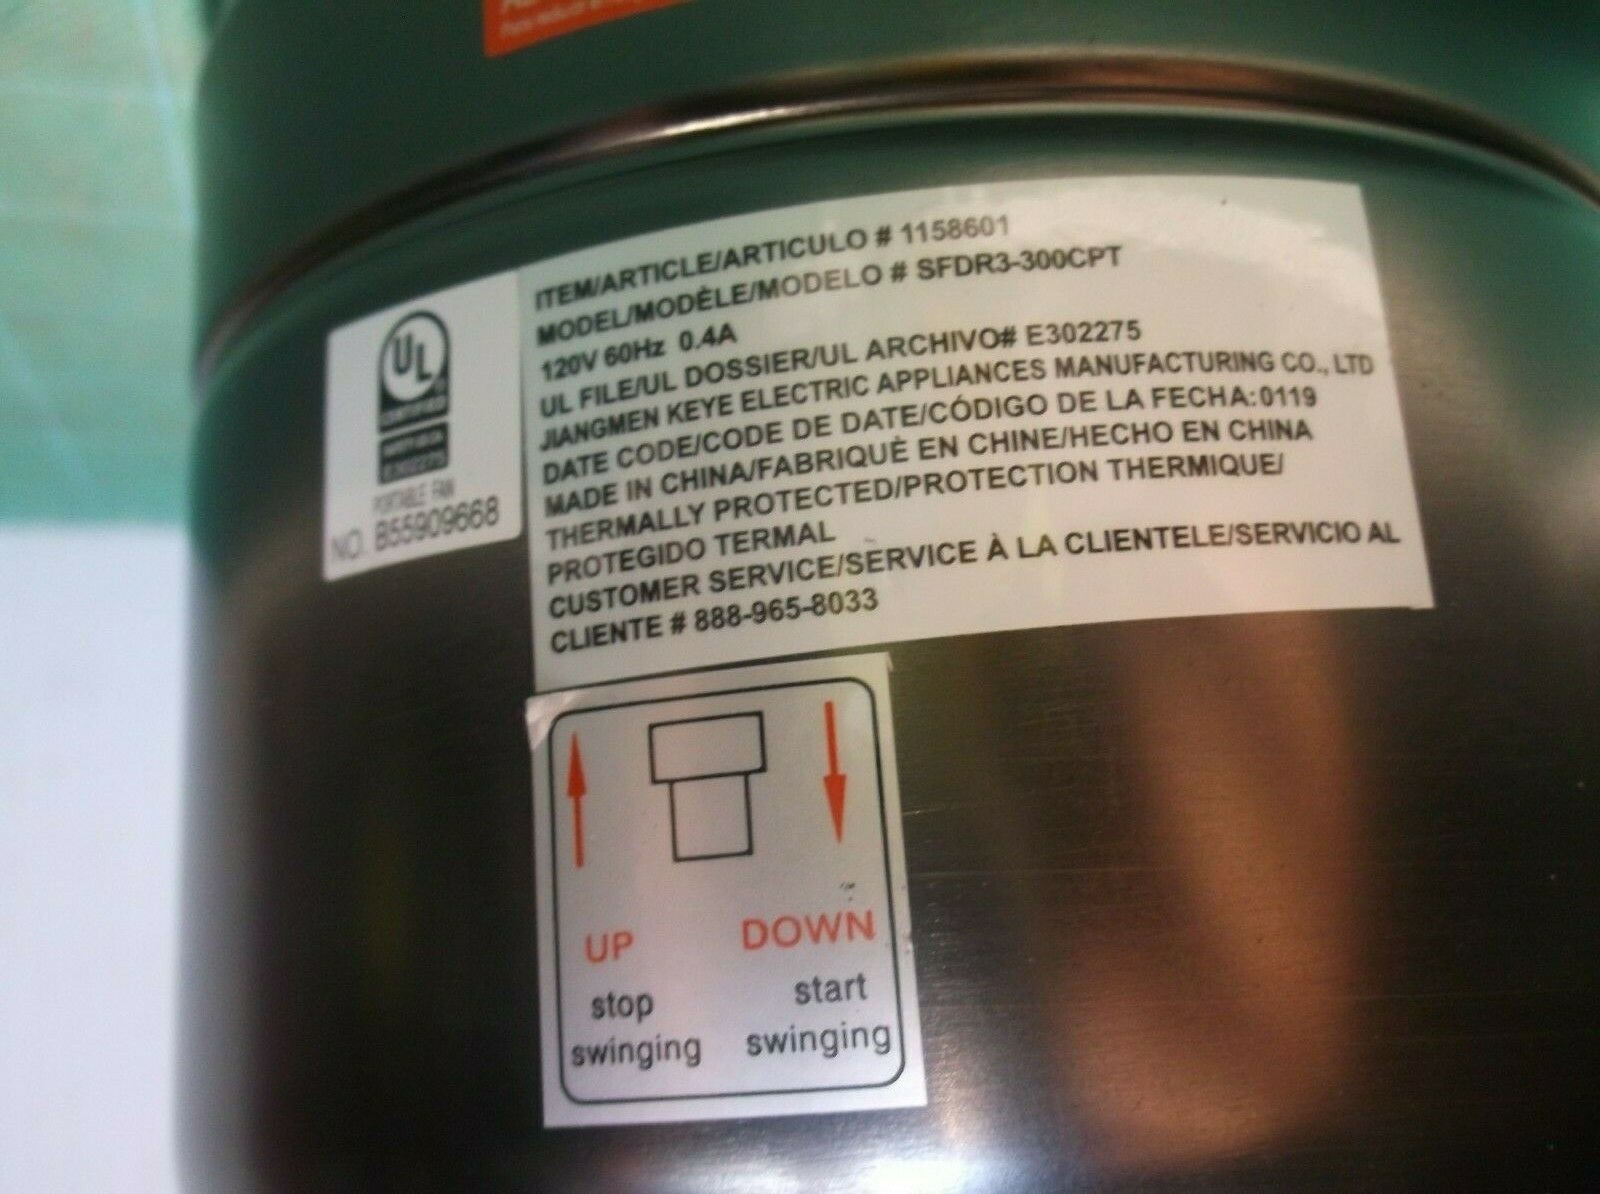 ITEM/ARTICLE/ARTICULO # 1158601
MODEL/MODÈLE/MODELO # SFDR3-300CPT
120V 60Hz 0.4A
UL FILE/UL DOSSIER/UL ARCHIVO# E302275
JIANGMEN KEYE ELECTRIC APPLIANCES MANUFACTURING CO., LTD
DATE CODE/CODE DE DATE/CÓDIGO DE LA FECHA:0119
MADE IN CHINA/FABRIQUÈ EN CHINE/HECHO EN CHINA
THERMALLY PROTECTED/PROTECTION THERMIQUE/
PROTEGIDO TERMAL
CUSTOMER SERVICE/SERVICE À LA CLIENTELE/SERVICIO AL
CLIENTE # 888-965-8033
UL
CERTIFIED
E302275
PORTABLE FAN
NO. B55909668
UP DOWN
stop start
swinging swinging